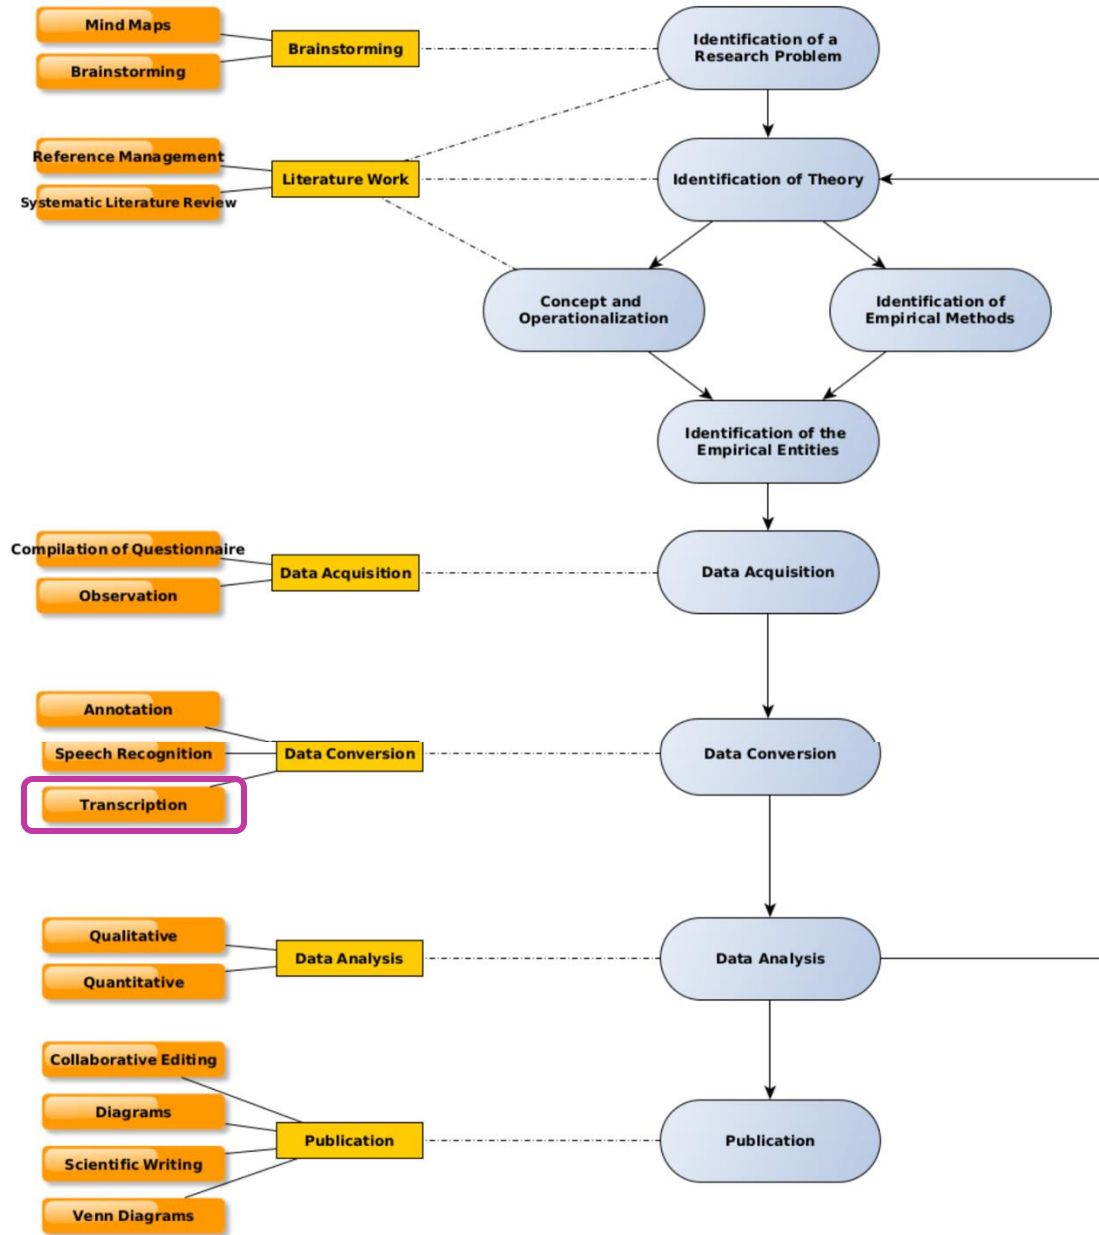 Mind Maps
Brainstorming
Brainstorming
Identification of a
Research Problem
Reference Management
Systematic Literature Review
Literature Work
Identification of Theory
Concept and
Operationalization
Identification of
Empirical Methods
Identification of the
Empirical Entities
Compilation of Questionnaire
Observation
Data Acquisition
Data Acquisition
Annotation
Speech Recognition
Transcription
Data Conversion
Data Conversion
Qualitative
Quantitative
Data Analysis
Data Analysis
Collaborative Editing
Diagrams
Scientific Writing
Venn Diagrams
Publication
Publication